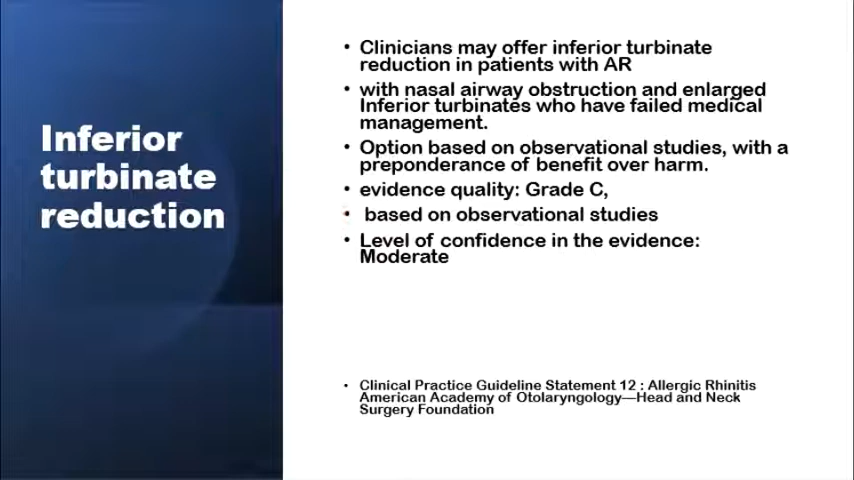 Inferior
turbinate
reduction
• Clinicians may offer inferior turbinate
reduction in patients with AR
• with nasal airway obstruction and enlarged
Inferior turbinates who have failed medical
management.
• Option based on observational studies, with a
preponderance of benefit over harm.
• evidence quality: Grade C,
• based on observational studies
• Level of confidence in the evidence:
Moderate
• Clinical Practice Guideline Statement 12 : Allergic Rhinitis
American Academy of Otolaryngology—Head and Neck
Surgery Foundation